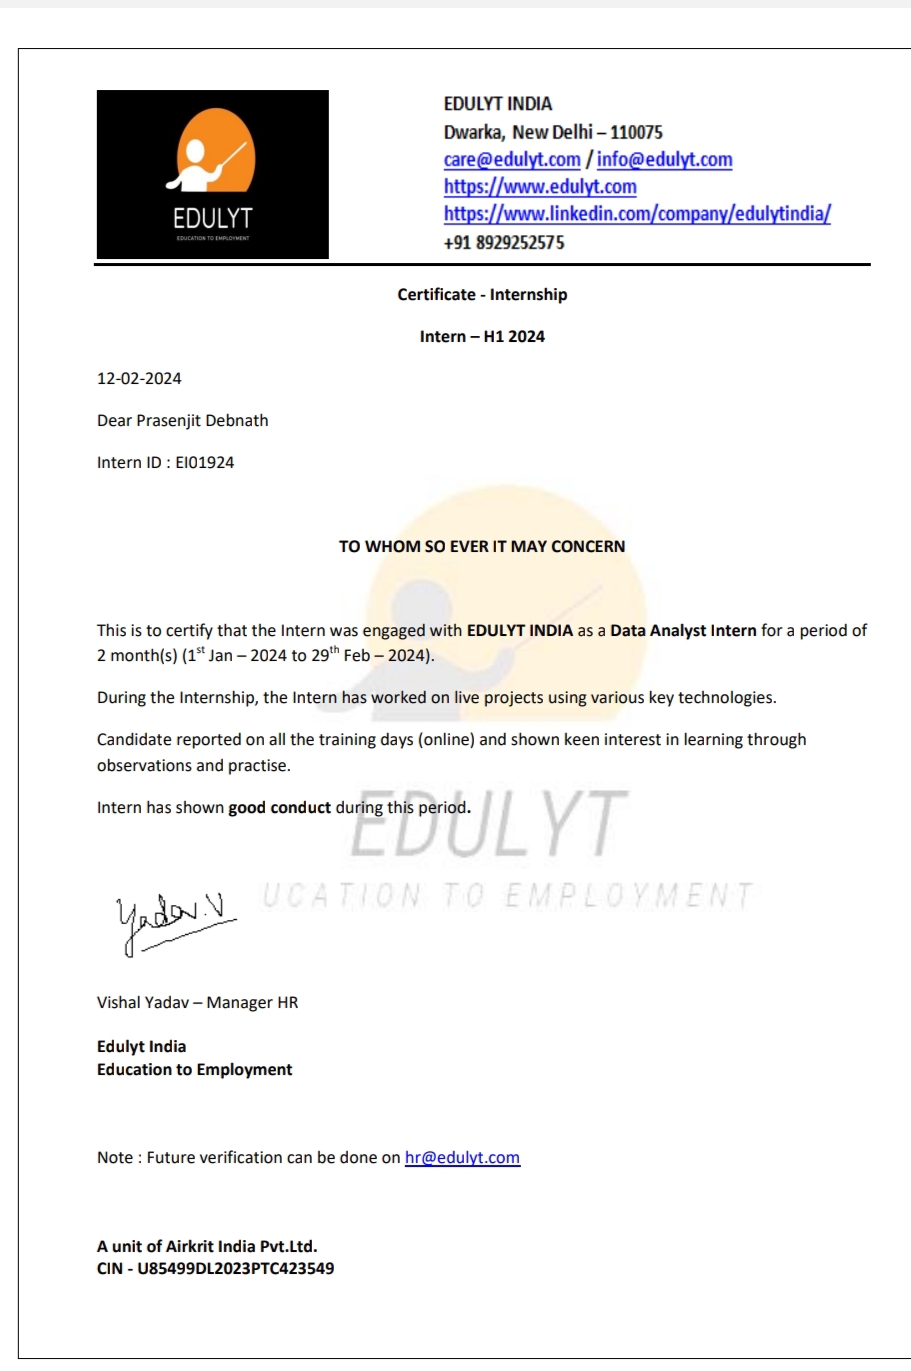 EDULYT
EDUCATION TO EMPLOYMENT
EDULYT INDIA
Dwarka, New Delhi – 110075
care@edulyt.com / info@edulyt.com
https://www.edulyt.com
https://www.linkedin.com/company/edulytindia/
+91 8929252575
Certificate - Internship
Intern – H1 2024
12-02-2024
Dear Prasenjit Debnath
Intern ID : EI01924
TO WHOM SO EVER IT MAY CONCERN
This is to certify that the Intern was engaged with EDULYT INDIA as a Data Analyst Intern for a period of
2 month(s) (1st Jan – 2024 to 29th Feb – 2024).
During the Internship, the Intern has worked on live projects using various key technologies.
Candidate reported on all the training days (online) and shown keen interest in learning through
observations and practise.
Intern has shown good conduct during this period.
EDULYT
UCATION TO EMPLOYMENT
Yadav.V
Vishal Yadav – Manager HR
Edulyt India
Education to Employment
Note : Future verification can be done on hr@edulyt.com
A unit of Airkrit India Pvt.Ltd.
CIN - U85499DL2023PTC423549